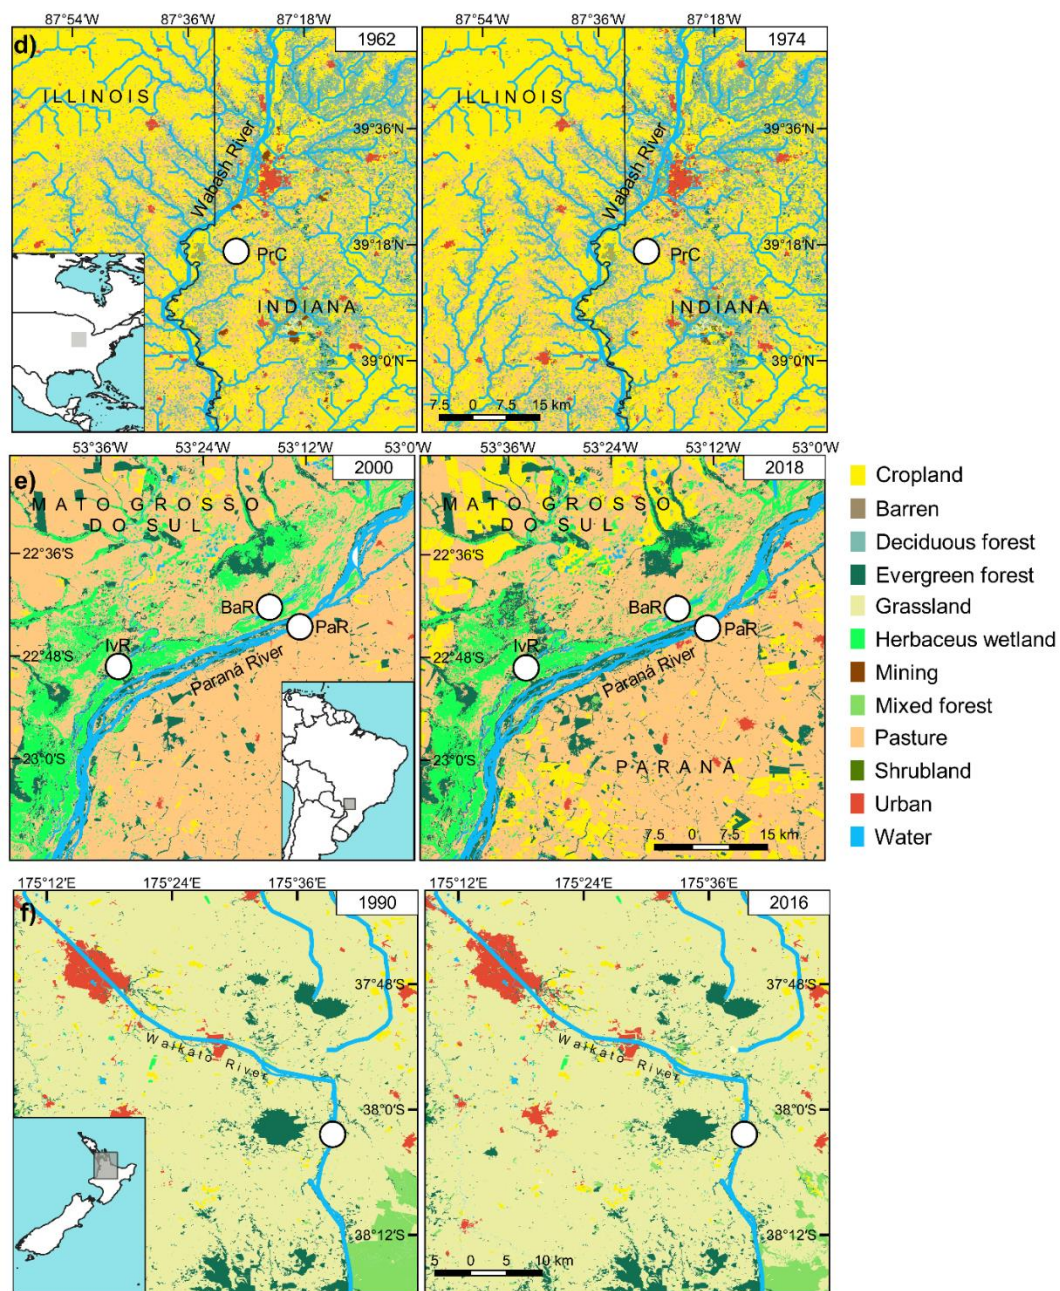 87°54'W 87°36'W 87°18'W 87°54'W 87°36'W 87°18'W
d) 1962 1974
ILLINOIS ILLINOIS
39°36'N 39°36'N
Wabash River Wabash River
39°18'N 39°18'N
PrC PrC
INDIANA INDIANA
39°0'N 39°0'N
7.5 0 7.5 15 km
53°36'W 53°24'W 53°12'W 53°0'W 53°36'W 53°24'W 53°12'W 53°0'W
e) 2000 2018
MATO GROSSO MATO GROSSO
DO SUL DO SUL
22°36'S 22°36'S
BaR BaR
PaR PaR
IvR IvR
22°48'S 22°48'S
Paraná River Paraná River
23°0'S 23°0'S
PARANÁ
7.5 0 7.5 15 km
Cropland
Barren
Deciduous forest
Evergreen forest
Grassland
Herbaceus wetland
Mining
Mixed forest
Pasture
Shrubland
Urban
Water
175°12'E 175°24'E 175°36'E 175°12'E 175°24'E 175°36'E
f) 1990 2016
37°48'S 37°48'S
Waikato River Waikato River
38°0'S 38°0'S
38°12'S 38°12'S
5 0 5 10 km